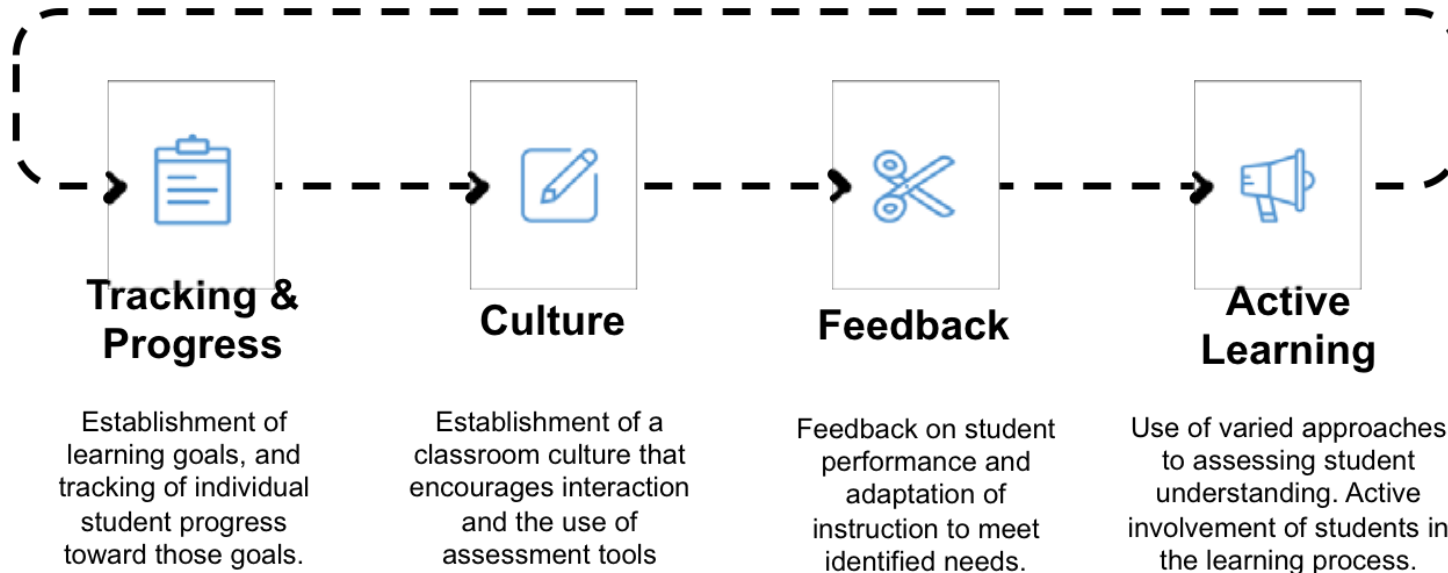 Tracking &
Progress
Establishment of
learning goals, and
tracking of individual
student progress
toward those goals.
Culture
Establishment of a
classroom culture that
encourages interaction
and the use of
assessment tools
Feedback
Feedback on student
performance and
adaptation of
instruction to meet
identified needs.
Active
Learning
Use of varied approaches
to assessing student
understanding. Active
involvement of students in
the learning process.